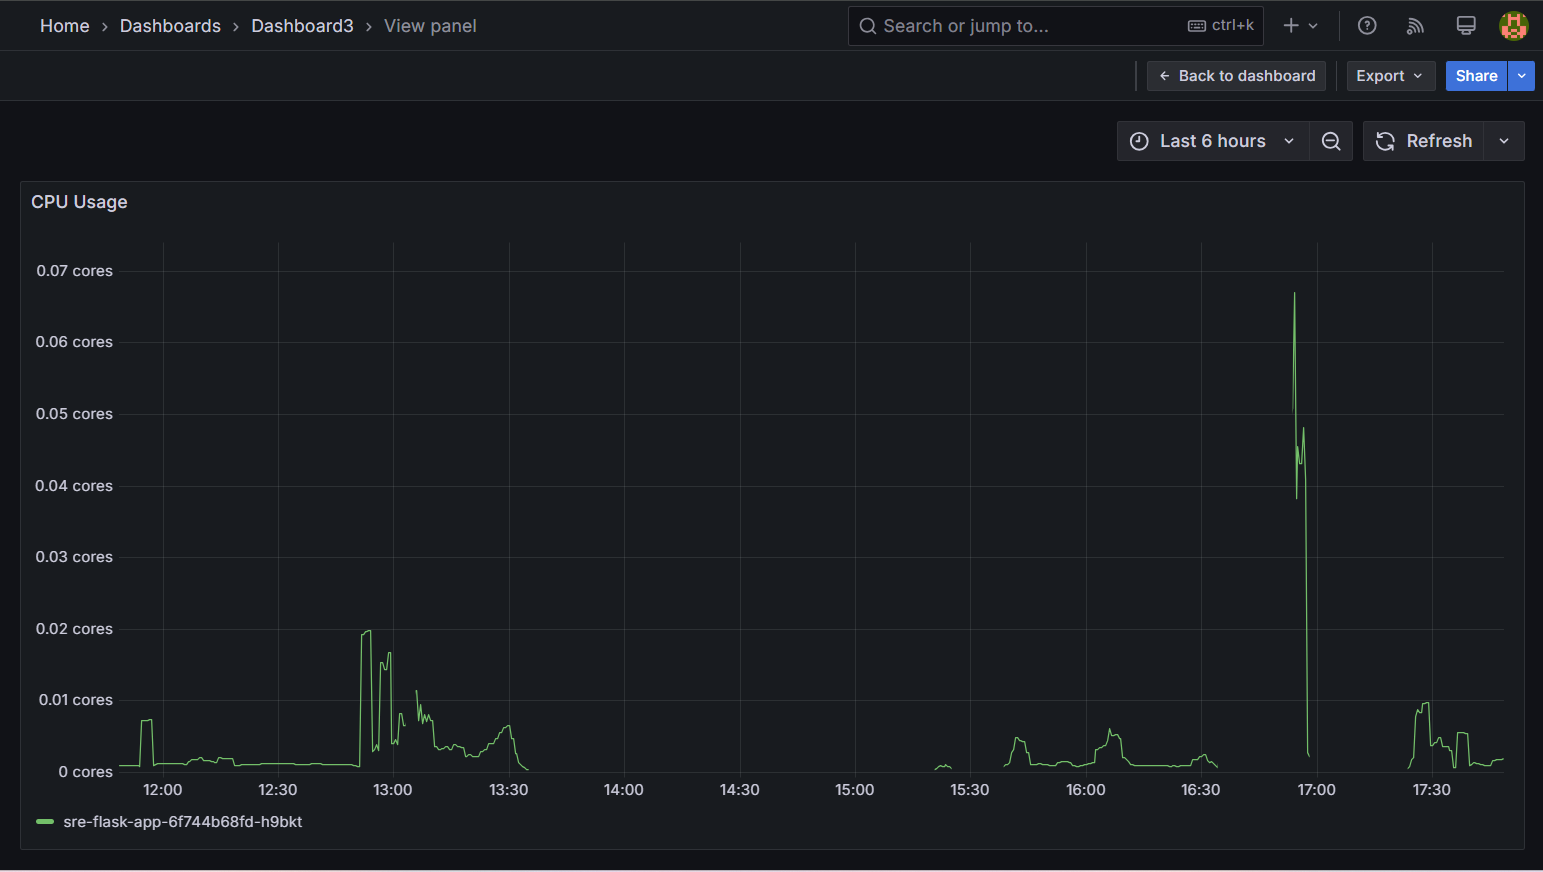 Home › Dashboards › Dashboard3 › View panel
Search or jump to... ctrl+k
Back to dashboard
Export
Share
Last 6 hours
Refresh
CPU Usage
0.07 cores
0.06 cores
0.05 cores
0.04 cores
0.03 cores
0.02 cores
0.01 cores
0 cores
12:00 12:30 13:00 13:30 14:00 14:30 15:00 15:30 16:00 16:30 17:00 17:30
sre-flask-app-6f744b68fd-h9bkt